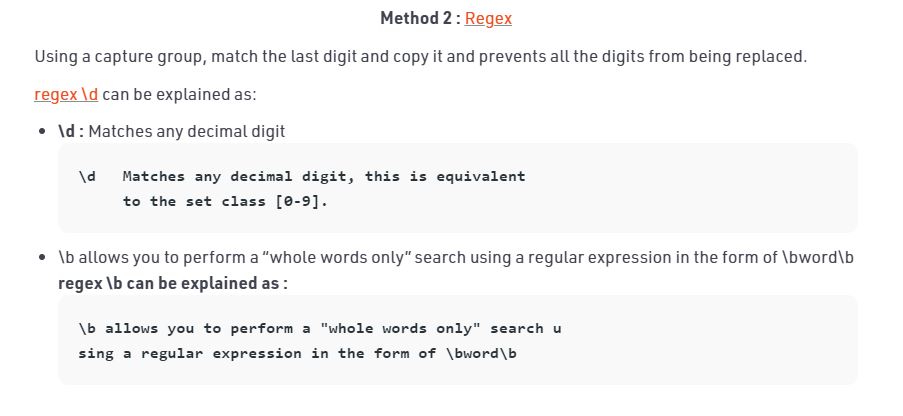 Method 2 : Regex
Using a capture group, match the last digit and copy it and prevents all the digits from being replaced.
regex \d can be explained as:
• \d : Matches any decimal digit
\d   Matches any decimal digit, this is equivalent
     to the set class [0-9].
• \b allows you to perform a “whole words only” search using a regular expression in the form of \bword\b
regex \b can be explained as :
\b allows you to perform a "whole words only" search u
sing a regular expression in the form of \bword\b